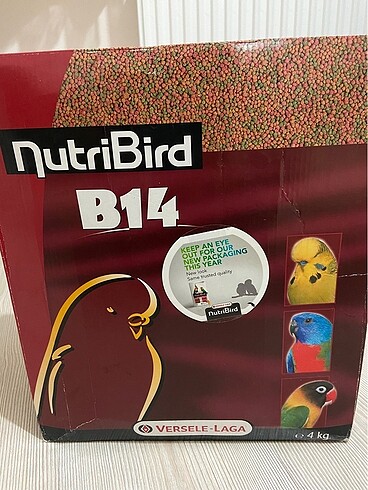 nutriBird
B14
KEEP AN EYE
OUT FOR OUR
NEW PACKAGING
THIS YEAR
New look
Same trusted quality
NutriBird
VERSELE-LAGA
℮ 4 kg